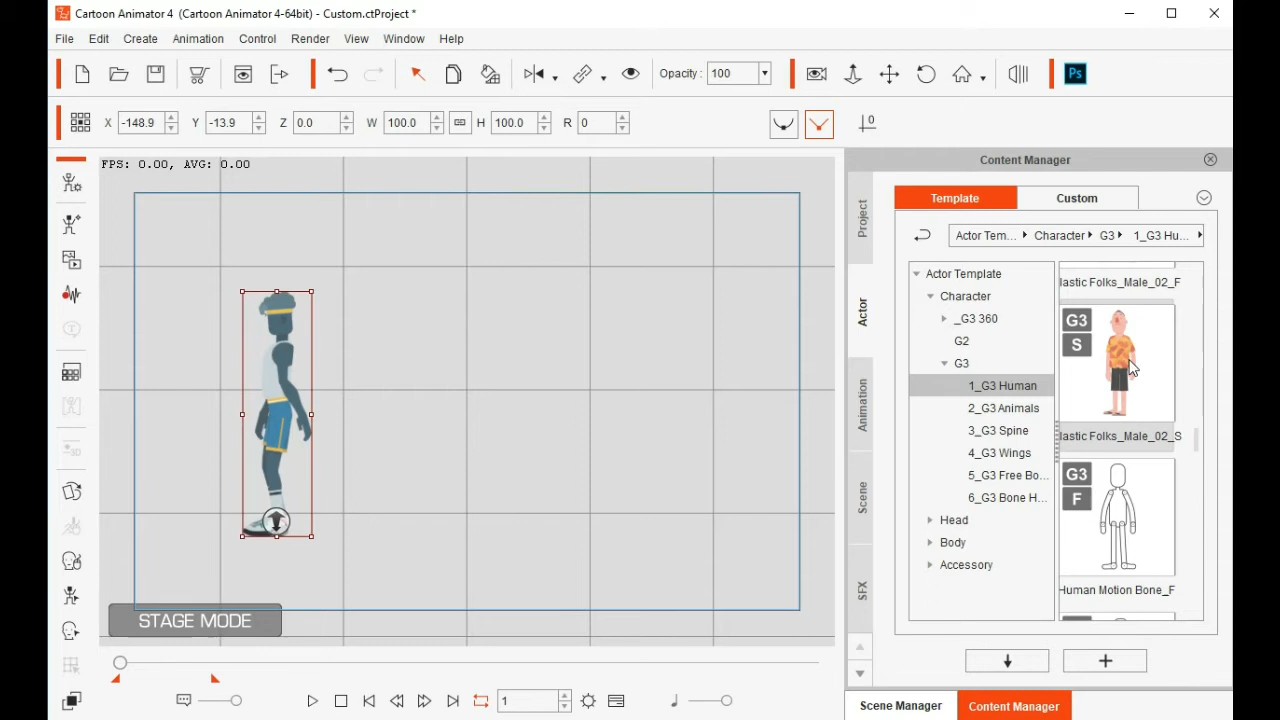 Cartoon Animator 4 (Cartoon Animator 4-64bit) - Custom.ctProject *
File Edit Create Animation Control Render View Window Help
Opacity : 100
Ps
X -148.9 Y -13.9 Z 0.0 W 100.0 H 100.0 R 0
0
FPS: 0.00, AVG: 0.00
Content Manager
Template Custom
Project
Actor
Animation
Scene
SFX
Actor Tem... Character G3 1_G3 Hu...
Actor Template
Character
_G3 360
G2
G3
1_G3 Human
2_G3 Animals
3_G3 Spine
4_G3 Wings
5_G3 Free Bo...
6_G3 Bone H...
Head
Body
Accessory
lastic Folks_Male_02_F
G3
S
lastic Folks_Male_02_S
G3
F
Human Motion Bone_F
STAGE MODE
1
Scene Manager Content Manager